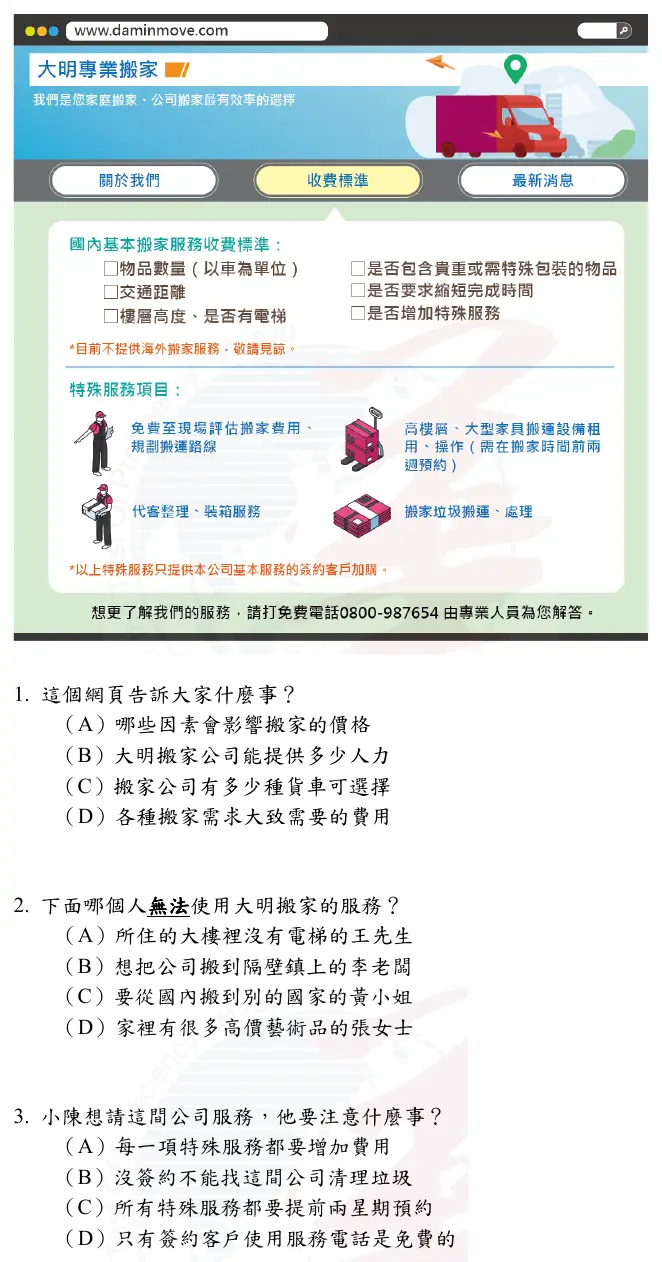 www.daminmove.com
大明專業搬家
我們是您家庭搬家、公司搬家最有效率的選擇
關於我們
收費標準
最新消息
國內基本搬家服務收費標準：
□物品數量（以車為單位）
□是否包含貴重或需特殊包裝的物品
□交通距離
□是否要求縮短完成時間
□樓層高度、是否有電梯
□是否增加特殊服務
*目前不提供海外搬家服務，敬請見諒。
特殊服務項目：
免費至現場評估搬家費用、
規劃搬運路線
高樓層、大型家具搬運設備租
用、操作（需在搬家時間前兩
週預約）
代客整理、裝箱服務
搬家垃圾搬運、處理
*以上特殊服務只提供本公司基本服務的簽約客戶加購。
想更了解我們的服務，請打免費電話0800-987654 由專業人員為您解答。
1. 這個網頁告訴大家什麼事？
（A）哪些因素會影響搬家的價格
（B）大明搬家公司能提供多少人力
（C）搬家公司有多少種貨車可選擇
（D）各種搬家需求大致需要的費用
2. 下面哪個人無法使用大明搬家的服務？
（A）所住的大樓裡沒有電梯的王先生
（B）想把公司搬到隔壁鎮上的李老闆
（C）要從國內搬到別的國家的黃小姐
（D）家裡有很多高價藝術品的張女士
3. 小陳想請這間公司服務，他要注意什麼事？
（A）每一項特殊服務都要增加費用
（B）沒簽約不能找這間公司清理垃圾
（C）所有特殊服務都要提前兩星期預約
（D）只有簽約客戶使用服務電話是免費的